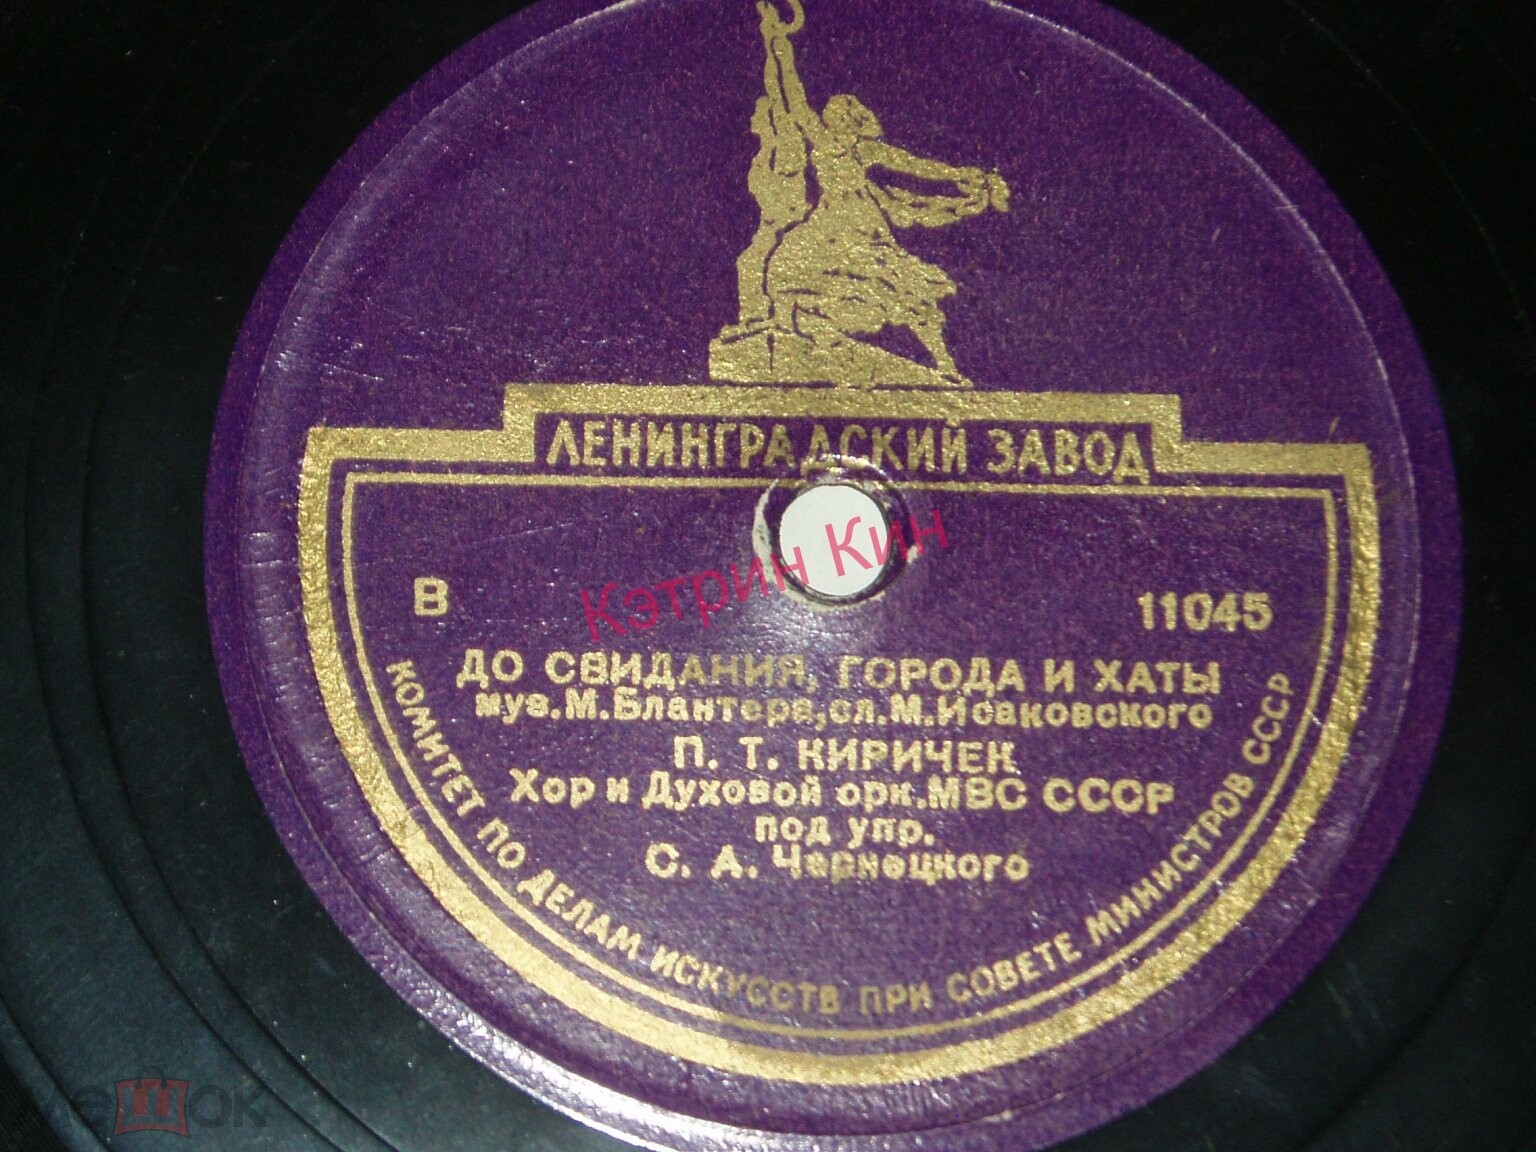 ЛЕНИНГРАДСКИЙ ЗАВОД
В 11045
ДО СВИДАНИЯ, ГОРОДА И ХАТЫ
муз. М. Блантера, сл. М. Исаковского
П. Т. КИРИЧЕК
Хор и Духовой орк. МВС СССР
под упр.
С. А. Чернецкого
КОМИТЕТ ПО ДЕЛАМ ИСКУССТВ ПРИ СОВЕТЕ МИНИСТРОВ СССР
Кэтрин Кин
мешок